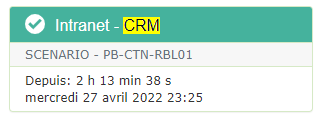 Intranet - CRM
SCENARIO - PB-CTN-RBL01
Depuis: 2 h 13 min 38 s
mercredi 27 avril 2022 23:25